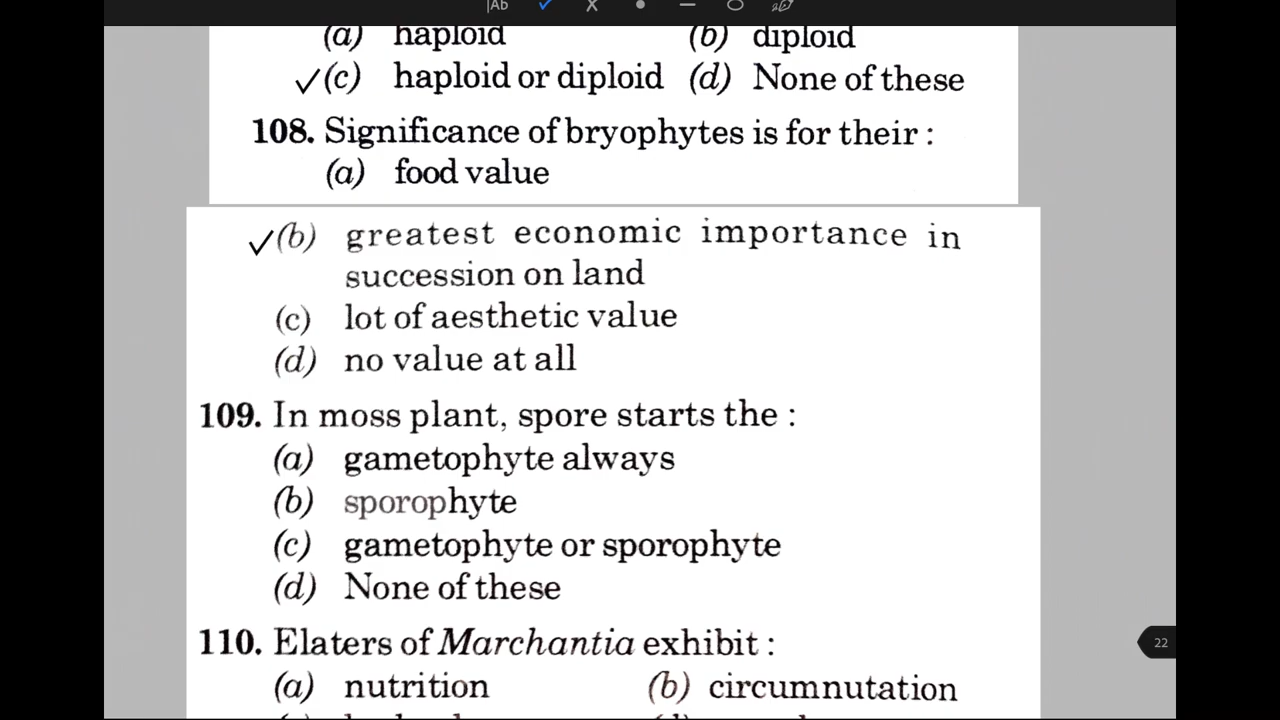 |Ab
(a) haploid (b) diploid
✓(c) haploid or diploid (d) None of these
108. Significance of bryophytes is for their :
(a) food value
✓(b) greatest economic importance in
succession on land
(c) lot of aesthetic value
(d) no value at all
109. In moss plant, spore starts the :
(a) gametophyte always
(b) sporophyte
(c) gametophyte or sporophyte
(d) None of these
22
110. Elaters of Marchantia exhibit :
(a) nutrition (b) circumnutation